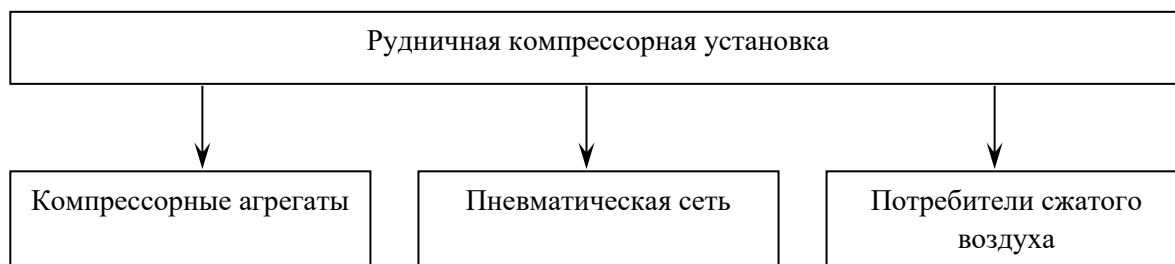 Рудничная компрессорная установка
Компрессорные агрегаты
Пневматическая сеть
Потребители сжатого
воздуха